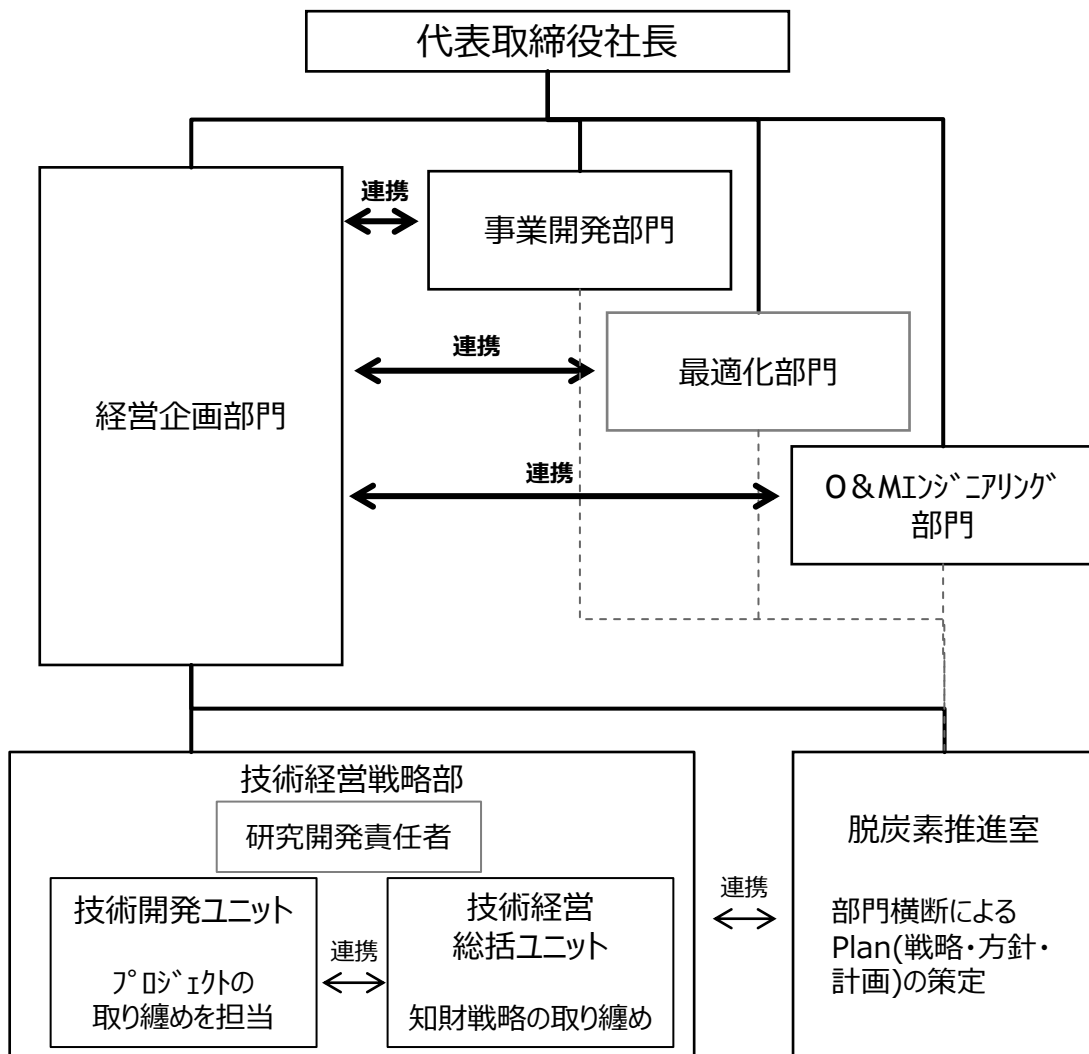 代表取締役社長
連携
事業開発部門
連携
最適化部門
経営企画部門
連携
O&Mｴﾝｼﾞﾆｱﾘﾝｸﾞ
部門
技術経営戦略部
研究開発責任者
技術開発ユニット
ﾌﾟﾛｼﾞｪｸﾄの
取り纏めを担当
連携
技術経営
総括ユニット
知財戦略の取り纏め
連携
脱炭素推進室
部門横断による
Plan(戦略・方針・
計画)の策定